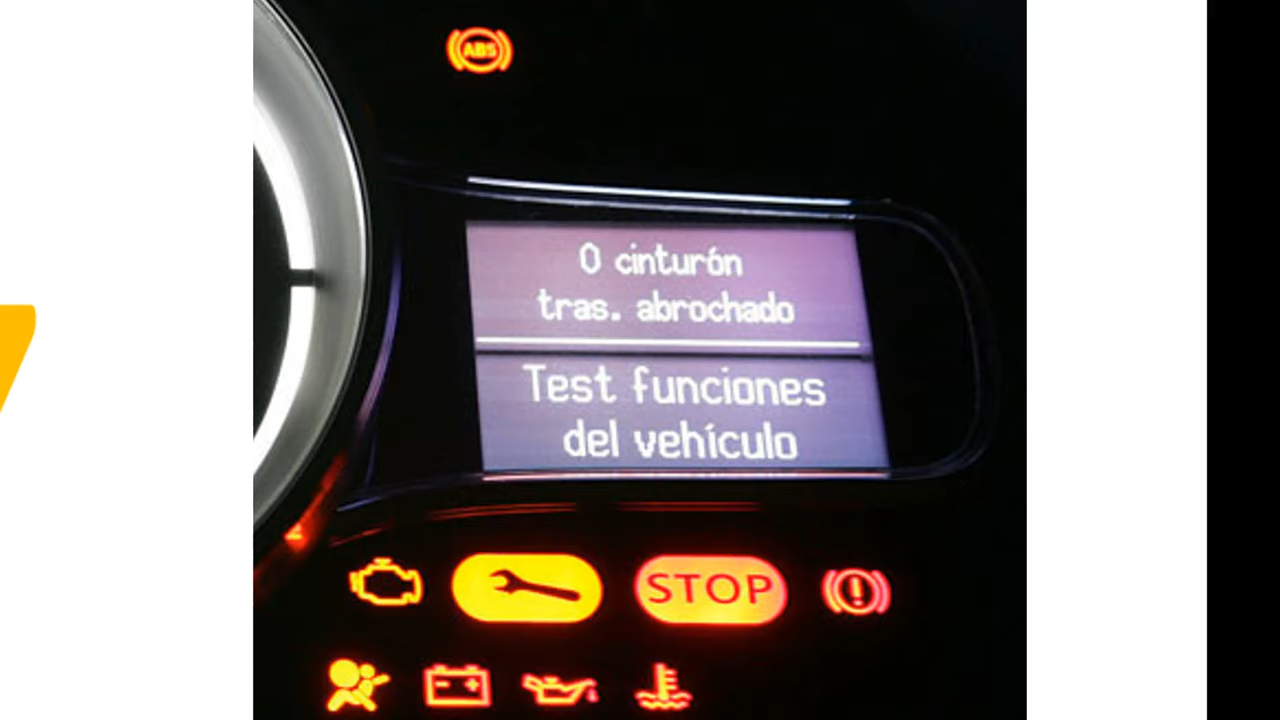 ABS
0 cinturón
tras. abrochado
Test funciones
del vehículo
STOP